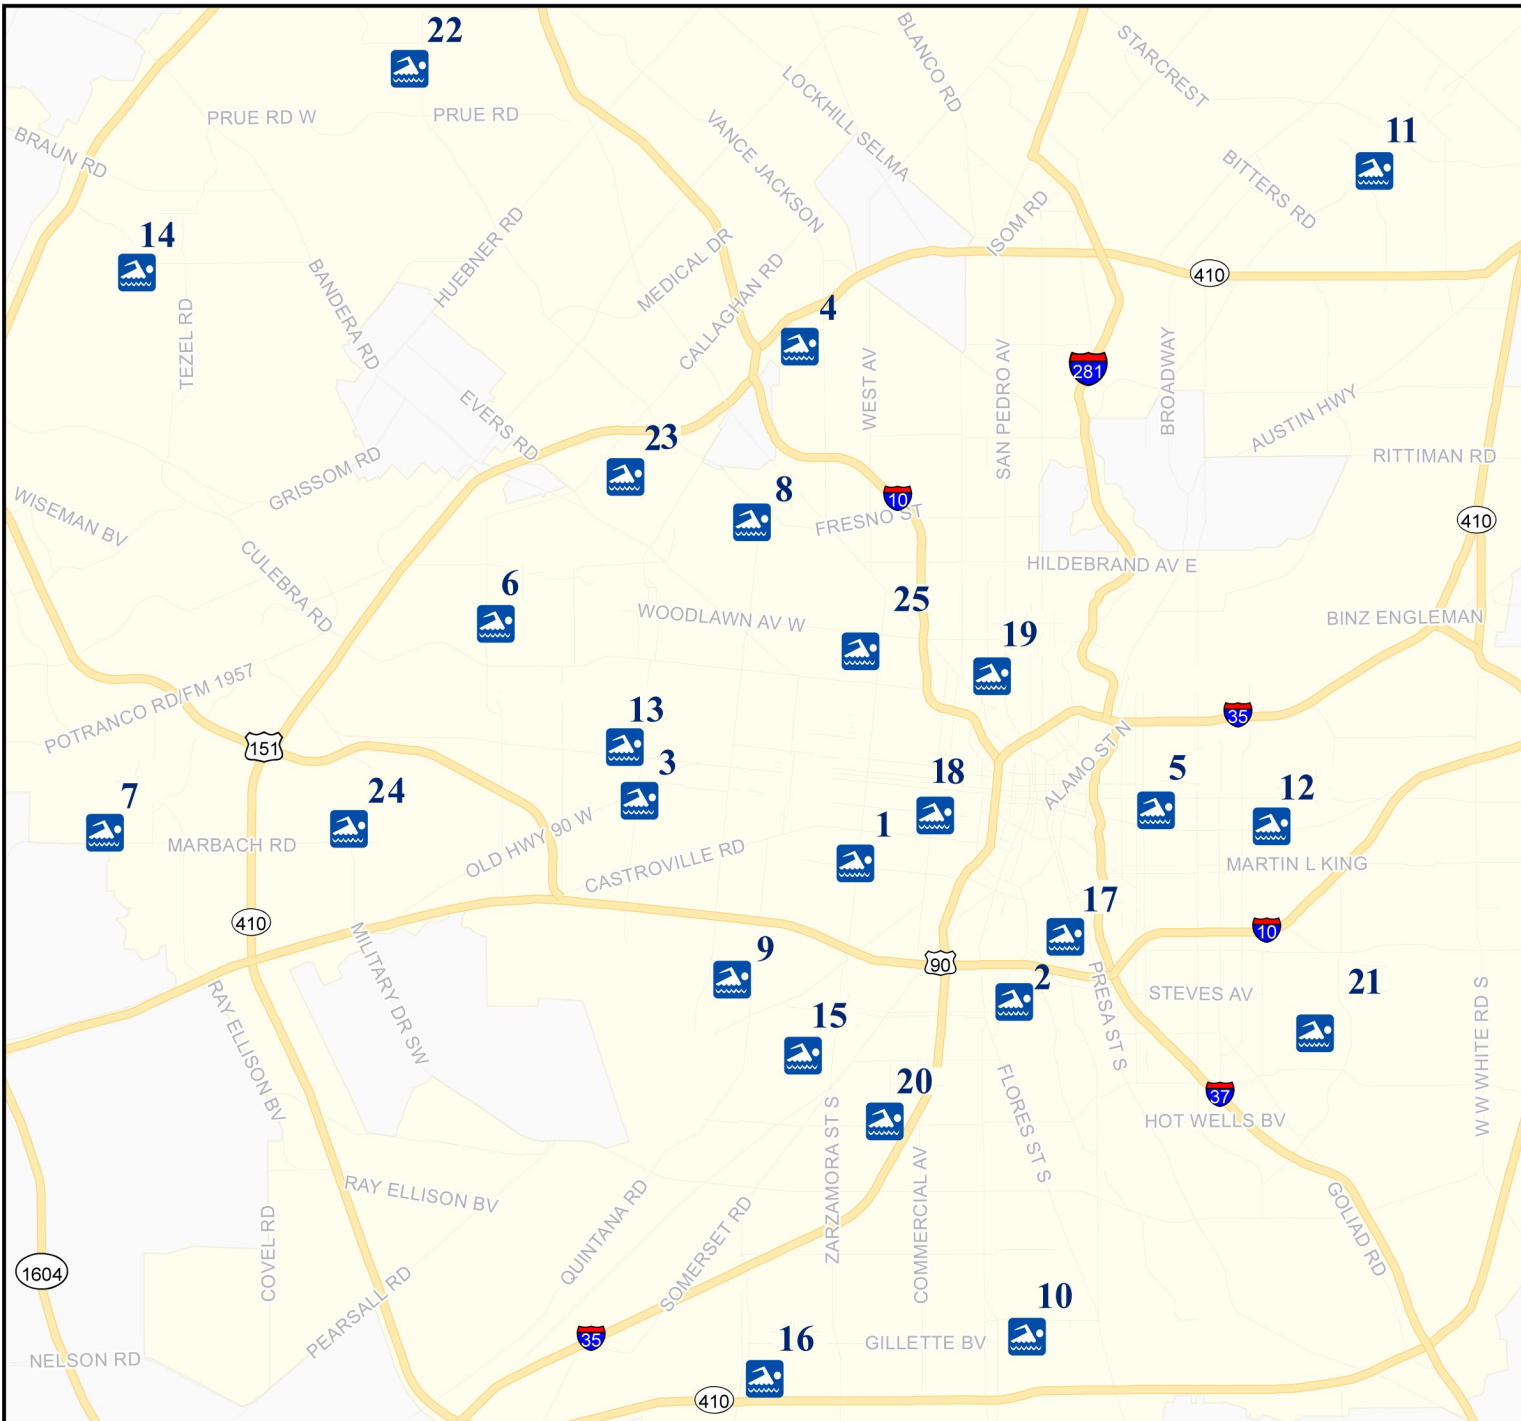 22
BLANCO RD
STARCREST
LOCKHILL SELMA
PRUE RD W
PRUE RD
VANCE JACKSON
11
BRAUN RD
BITTERS RD
14
HUEBNER RD
ISOM RD
MEDICAL DR
BANDERA RD
CALLAGHAN RD
410
TEZEL RD
4
WEST AV
SAN PEDRO AV
281
BROADWAY
EVERS RD
AUSTIN HWY
23
GRISSOM RD
RITTIMAN RD
8
10
WISEMAN BV
FRESNO ST
410
CULEBRA RD
HILDEBRAND AV E
6
25
WOODLAWN AV W
BINZ ENGLEMAN
19
POTRANCO RD/FM 1957
13
35
151
ALAMO ST N
3
18
5
7
24
12
OLD HWY 90 W
1
MARBACH RD
CASTROVILLE RD
MARTIN L KING
17
410
10
MILITARY DR SW
9
90
2
21
RAY ELLISON BV
PRESA ST S
STEVES AV
15
W W WHITE RD S
20
FLORES ST S
37
HOT WELLS BV
ZARZAMORA ST S
RAY ELLISON BV
COMMERCIAL AV
QUINTANA RD
GOLIAD RD
COVEL RD
SOMERSET RD
1604
PEARSALL RD
10
35
16
GILLETTE BV
NELSON RD
410